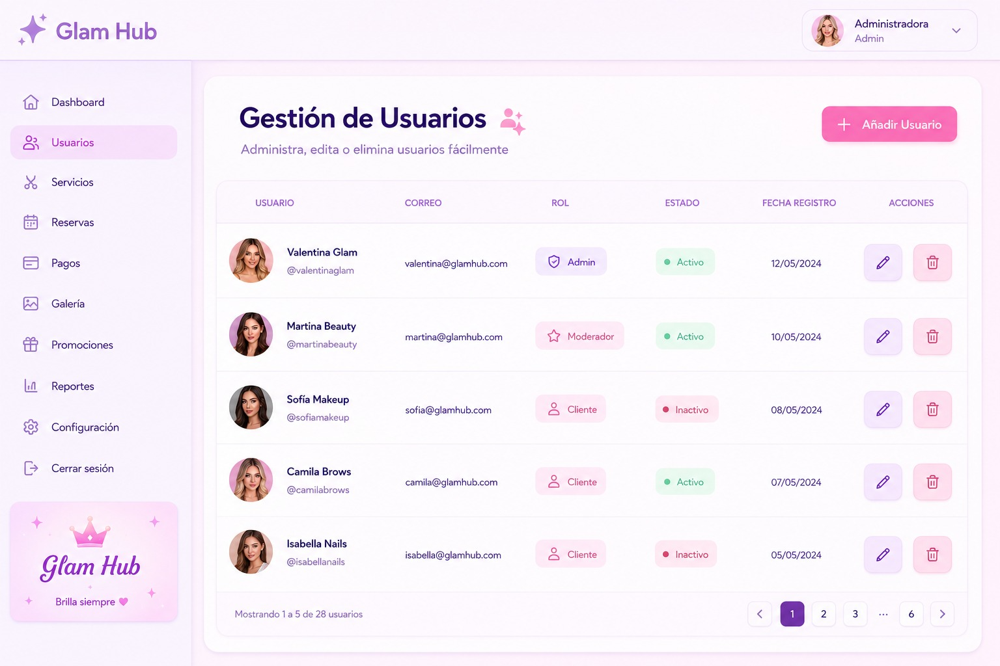 Glam Hub
Administradora
Admin
Dashboard
Usuarios
Servicios
Reservas
Pagos
Galería
Promociones
Reportes
Configuración
Cerrar sesión
Glam Hub
Brilla siempre
Gestión de Usuarios
Administra, edita o elimina usuarios fácilmente
Añadir Usuario
USUARIO CORREO ROL ESTADO FECHA REGISTRO ACCIONES
Valentina Glam
@valentinaglam
valentina@glamhub.com Admin Activo 12/05/2024
Martina Beauty
@martinabeauty
martina@glamhub.com Moderador Activo 10/05/2024
Sofía Makeup
@sofiamakeup
sofia@glamhub.com Cliente Inactivo 08/05/2024
Camila Brows
@camilabrows
camila@glamhub.com Cliente Activo 07/05/2024
Isabella Nails
@isabellanails
isabella@glamhub.com Cliente Inactivo 05/05/2024
Mostrando 1 a 5 de 28 usuarios
1 2 3 ... 6